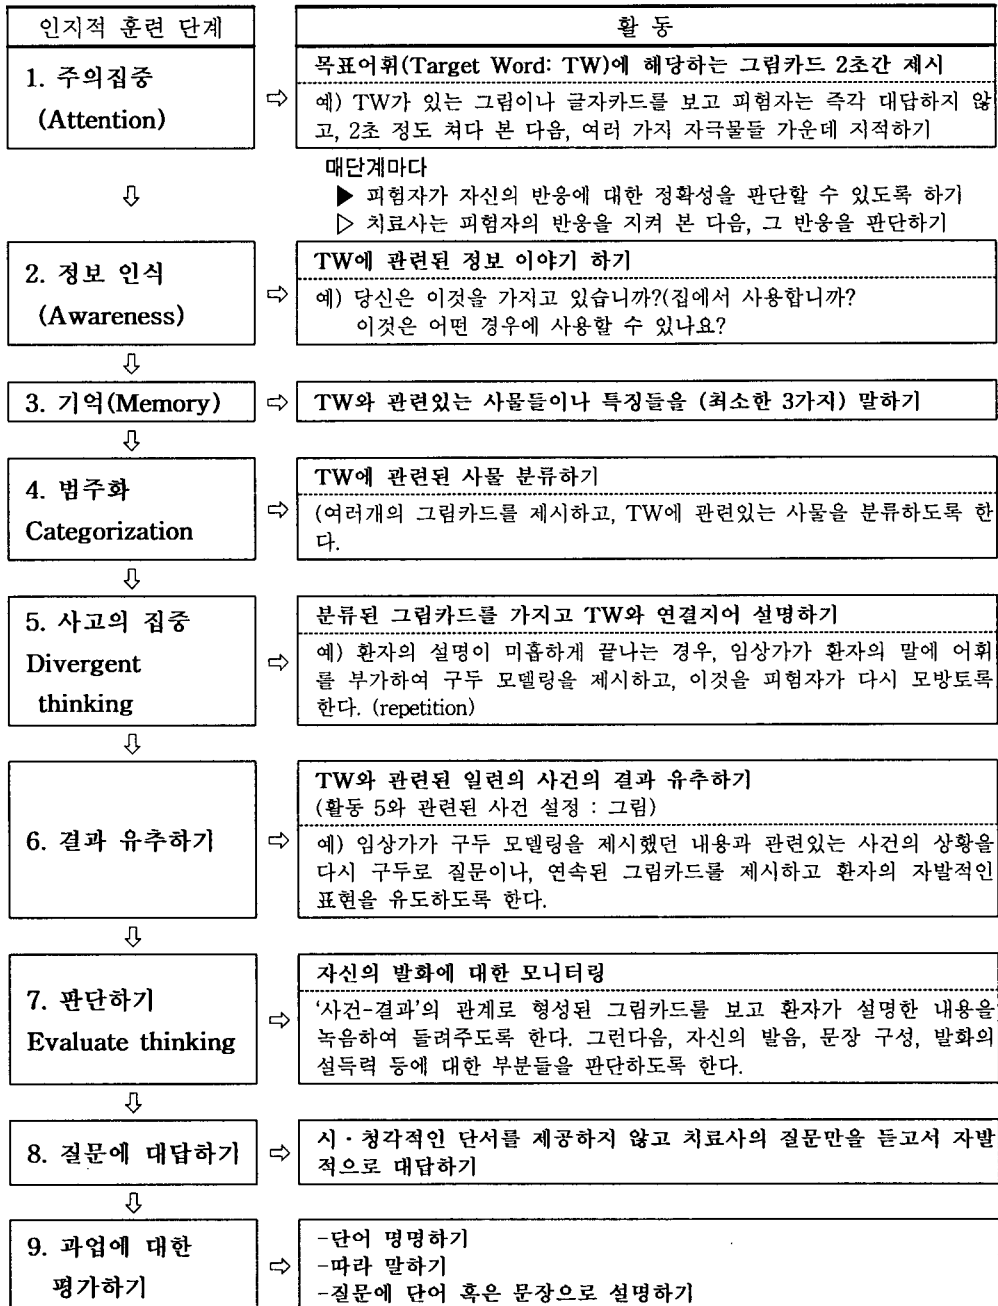 인지적 훈련 단계
활 동
1. 주의집중
(Attention)
⇨
목표어휘(Target Word: TW)에 해당하는 그림카드 2초간 제시
예) TW가 있는 그림이나 글자카드를 보고 피험자는 즉각 대답하지 않
고, 2초 정도 쳐다 본 다음, 여러 가지 자극물들 가운데 지적하기
⇩
매단계마다
▶ 피험자가 자신의 반응에 대한 정확성을 판단할 수 있도록 하기
▷ 치료사는 피험자의 반응을 지켜 본 다음, 그 반응을 판단하기
2. 정보 인식
(Awareness)
⇨
TW에 관련된 정보 이야기 하기
예) 당신은 이것을 가지고 있습니까?(집에서 사용합니까?
이것은 어떤 경우에 사용할 수 있나요?
⇩
3. 기억(Memory)
⇨
TW와 관련있는 사물들이나 특징들을 (최소한 3가지) 말하기
⇩
4. 범주화
Categorization
⇨
TW에 관련된 사물 분류하기
(여러개의 그림카드를 제시하고, TW에 관련있는 사물을 분류하도록 한
다.
⇩
5. 사고의 집중
Divergent
thinking
⇨
분류된 그림카드를 가지고 TW와 연결지어 설명하기
예) 환자의 설명이 미흡하게 끝나는 경우, 임상가가 환자의 말에 어휘
를 부가하여 구두 모델링을 제시하고, 이것을 피험자가 다시 모방토록
한다. (repetition)
⇩
6. 결과 유추하기
⇨
TW와 관련된 일련의 사건의 결과 유추하기
(활동 5와 관련된 사건 설정 : 그림)
예) 임상가가 구두 모델링을 제시했던 내용과 관련있는 사건의 상황을
다시 구두로 질문이나, 연속된 그림카드를 제시하고 환자의 자발적인
표현을 유도하도록 한다.
⇩
7. 판단하기
Evaluate thinking
⇨
자신의 발화에 대한 모니터링
'사건-결과'의 관계로 형성된 그림카드를 보고 환자가 설명한 내용을
녹음하여 들려주도록 한다. 그런다음, 자신의 발음, 문장 구성, 발화의
설득력 등에 대한 부분들을 판단하도록 한다.
⇩
8. 질문에 대답하기
⇨
시·청각적인 단서를 제공하지 않고 치료사의 질문만을 듣고서 자발
적으로 대답하기
⇩
9. 과업에 대한
평가하기
⇨
-단어 명명하기
-따라 말하기
-질문에 단어 혹은 문장으로 설명하기